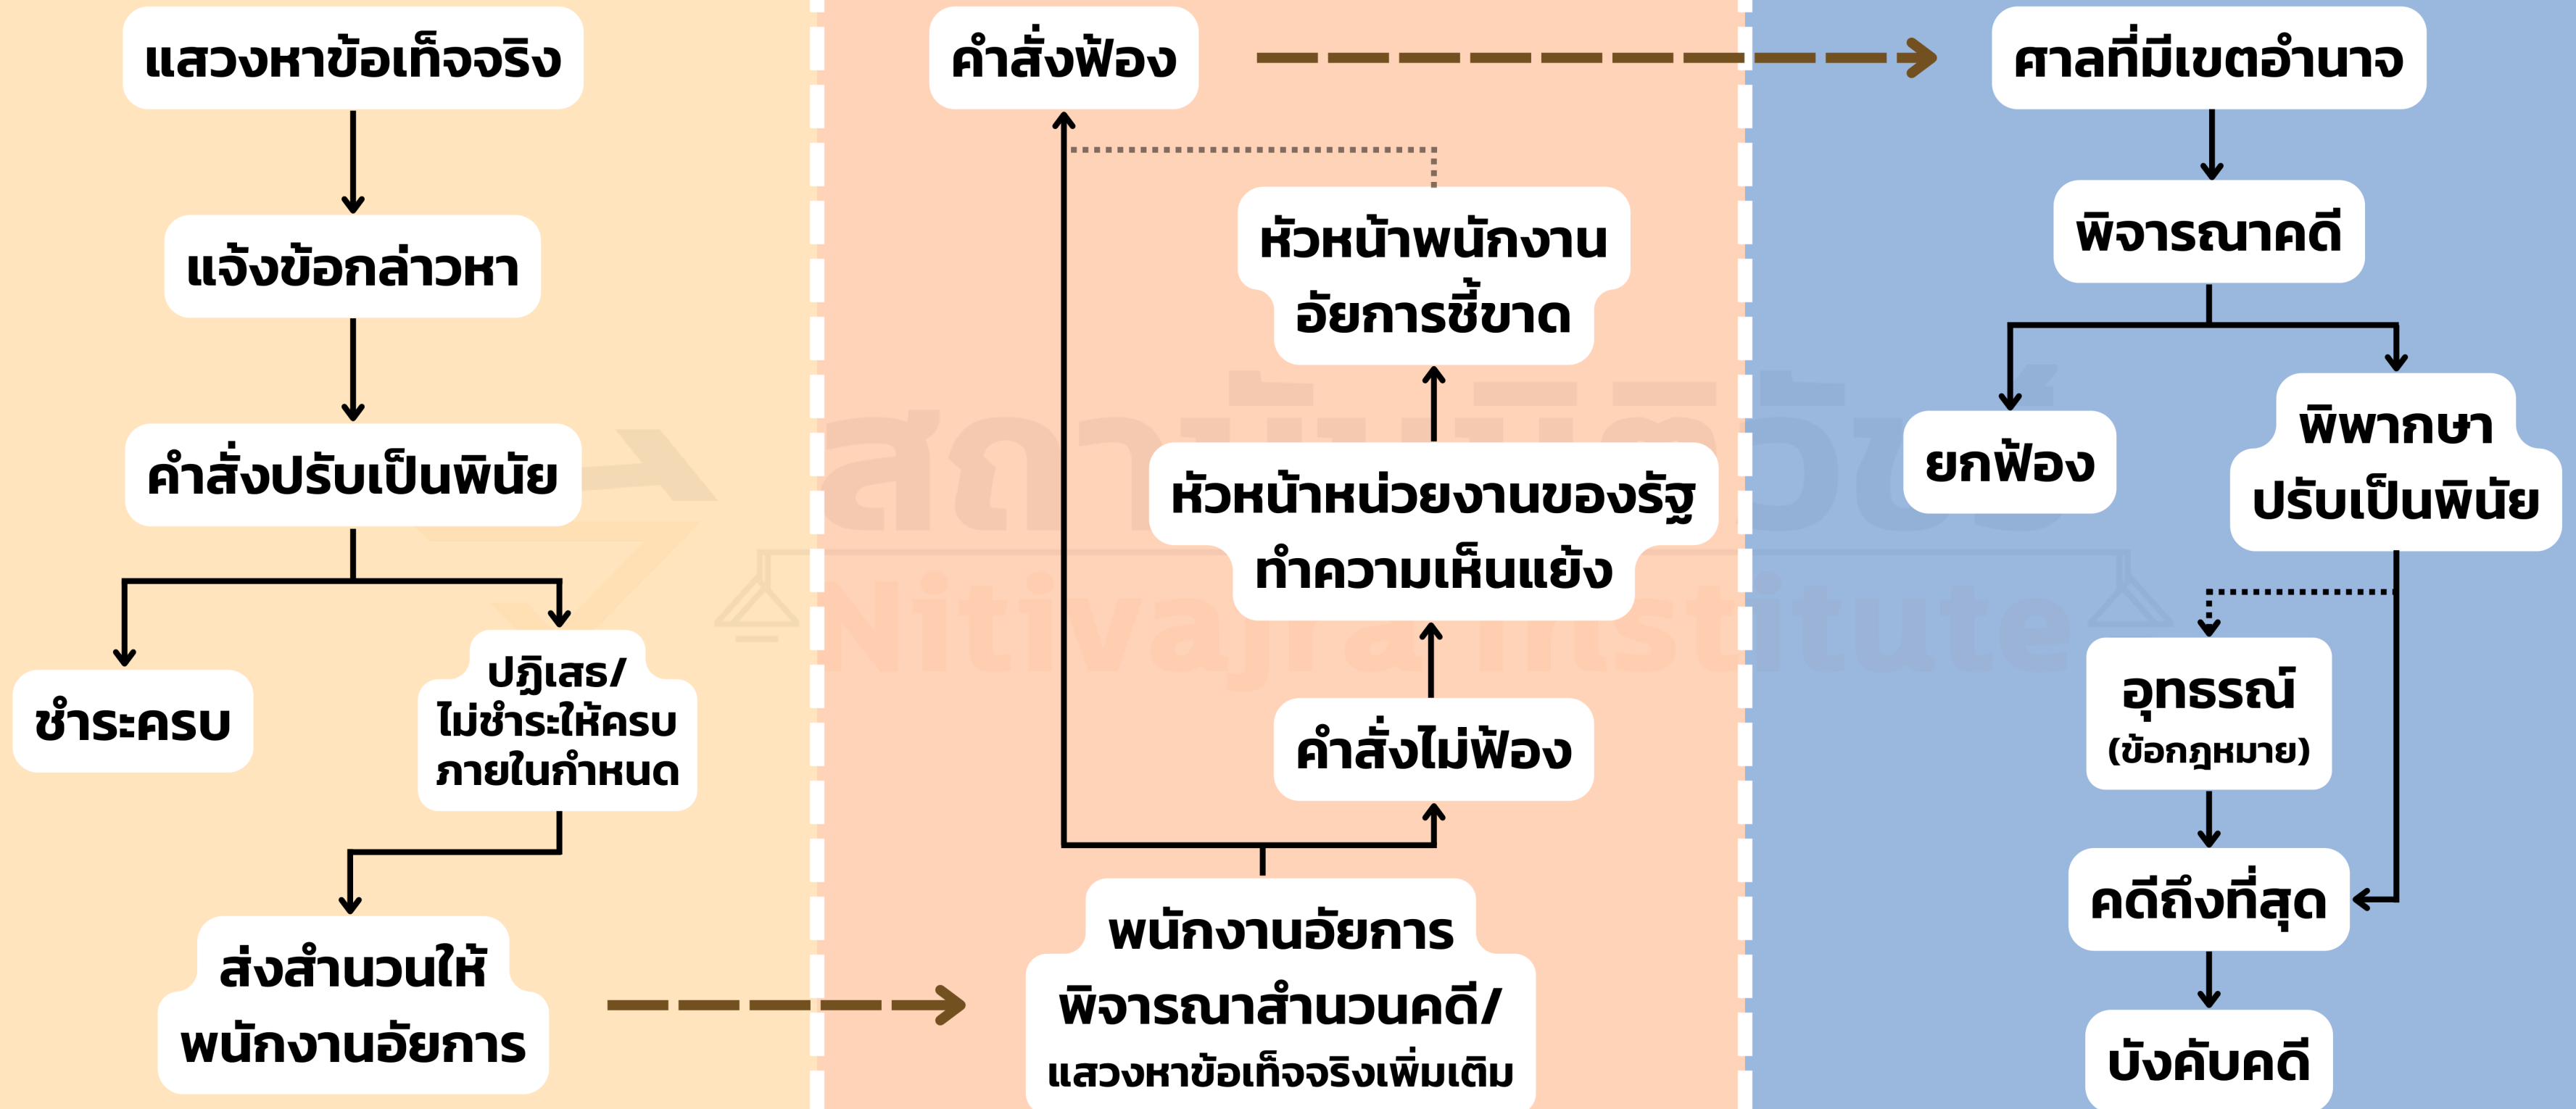 แสวงหาข้อเท็จจริง
แจ้งข้อกล่าวหา
คำสั่งปรับเป็นพินัย
ชำระครบ
ปฏิเสธ/
ไม่ชำระให้ครบ
ภายในกำหนด
ส่งสำนวนให้
พนักงานอัยการ
คำสั่งฟ้อง
หัวหน้าพนักงาน
อัยการชี้ขาด
หัวหน้าหน่วยงานของรัฐ
ทำความเห็นแย้ง
คำสั่งไม่ฟ้อง
พนักงานอัยการ
พิจารณาสำนวนคดี/
แสวงหาข้อเท็จจริงเพิ่มเติม
ศาลที่มีเขตอำนาจ
พิจารณาคดี
ยกฟ้อง
พิพากษา
ปรับเป็นพินัย
อุทธรณ์
(ข้อกฎหมาย)
คดีถึงที่สุด
บังคับคดี
Nitivajra Institute